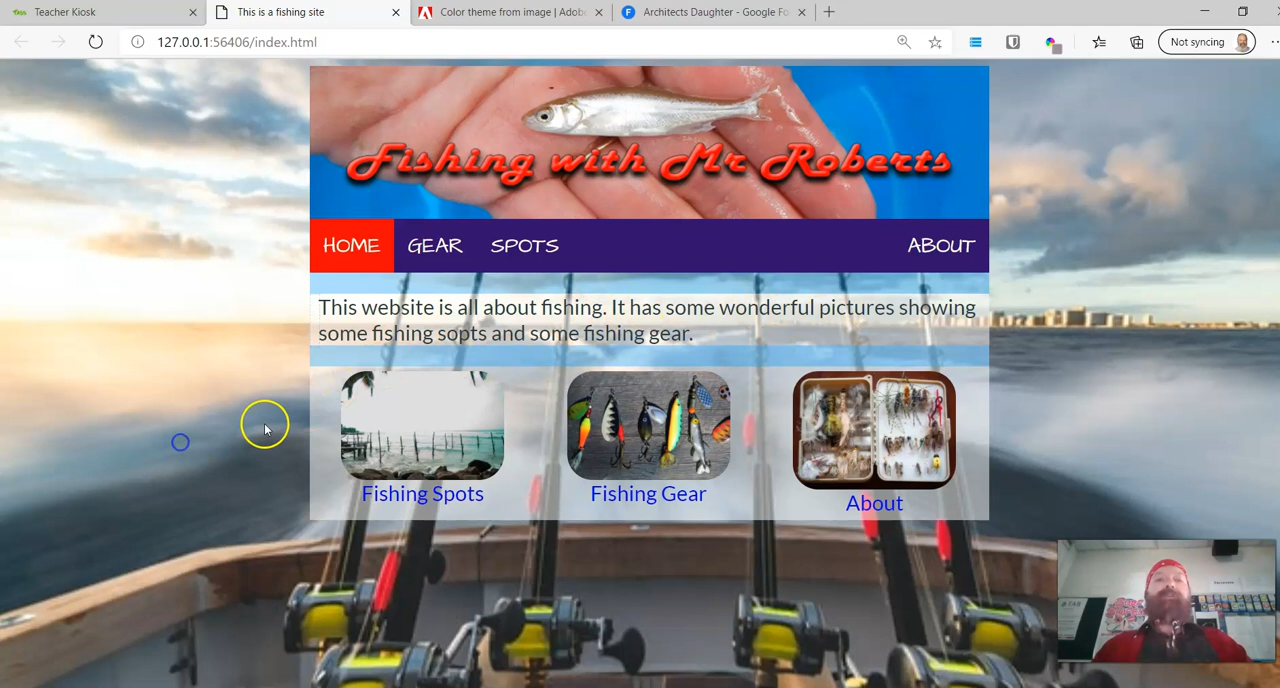 Teacher Kiosk
This is a fishing site
Color theme from image | Adob
Architects Daughter - Google Fo
127.0.0.1:56406/index.html
Not syncing
Fishing with Mr Roberts
HOME GEAR SPOTS ABOUT
This website is all about fishing. It has some wonderful pictures showing
some fishing sopts and some fishing gear.
Fishing Spots
Fishing Gear
About